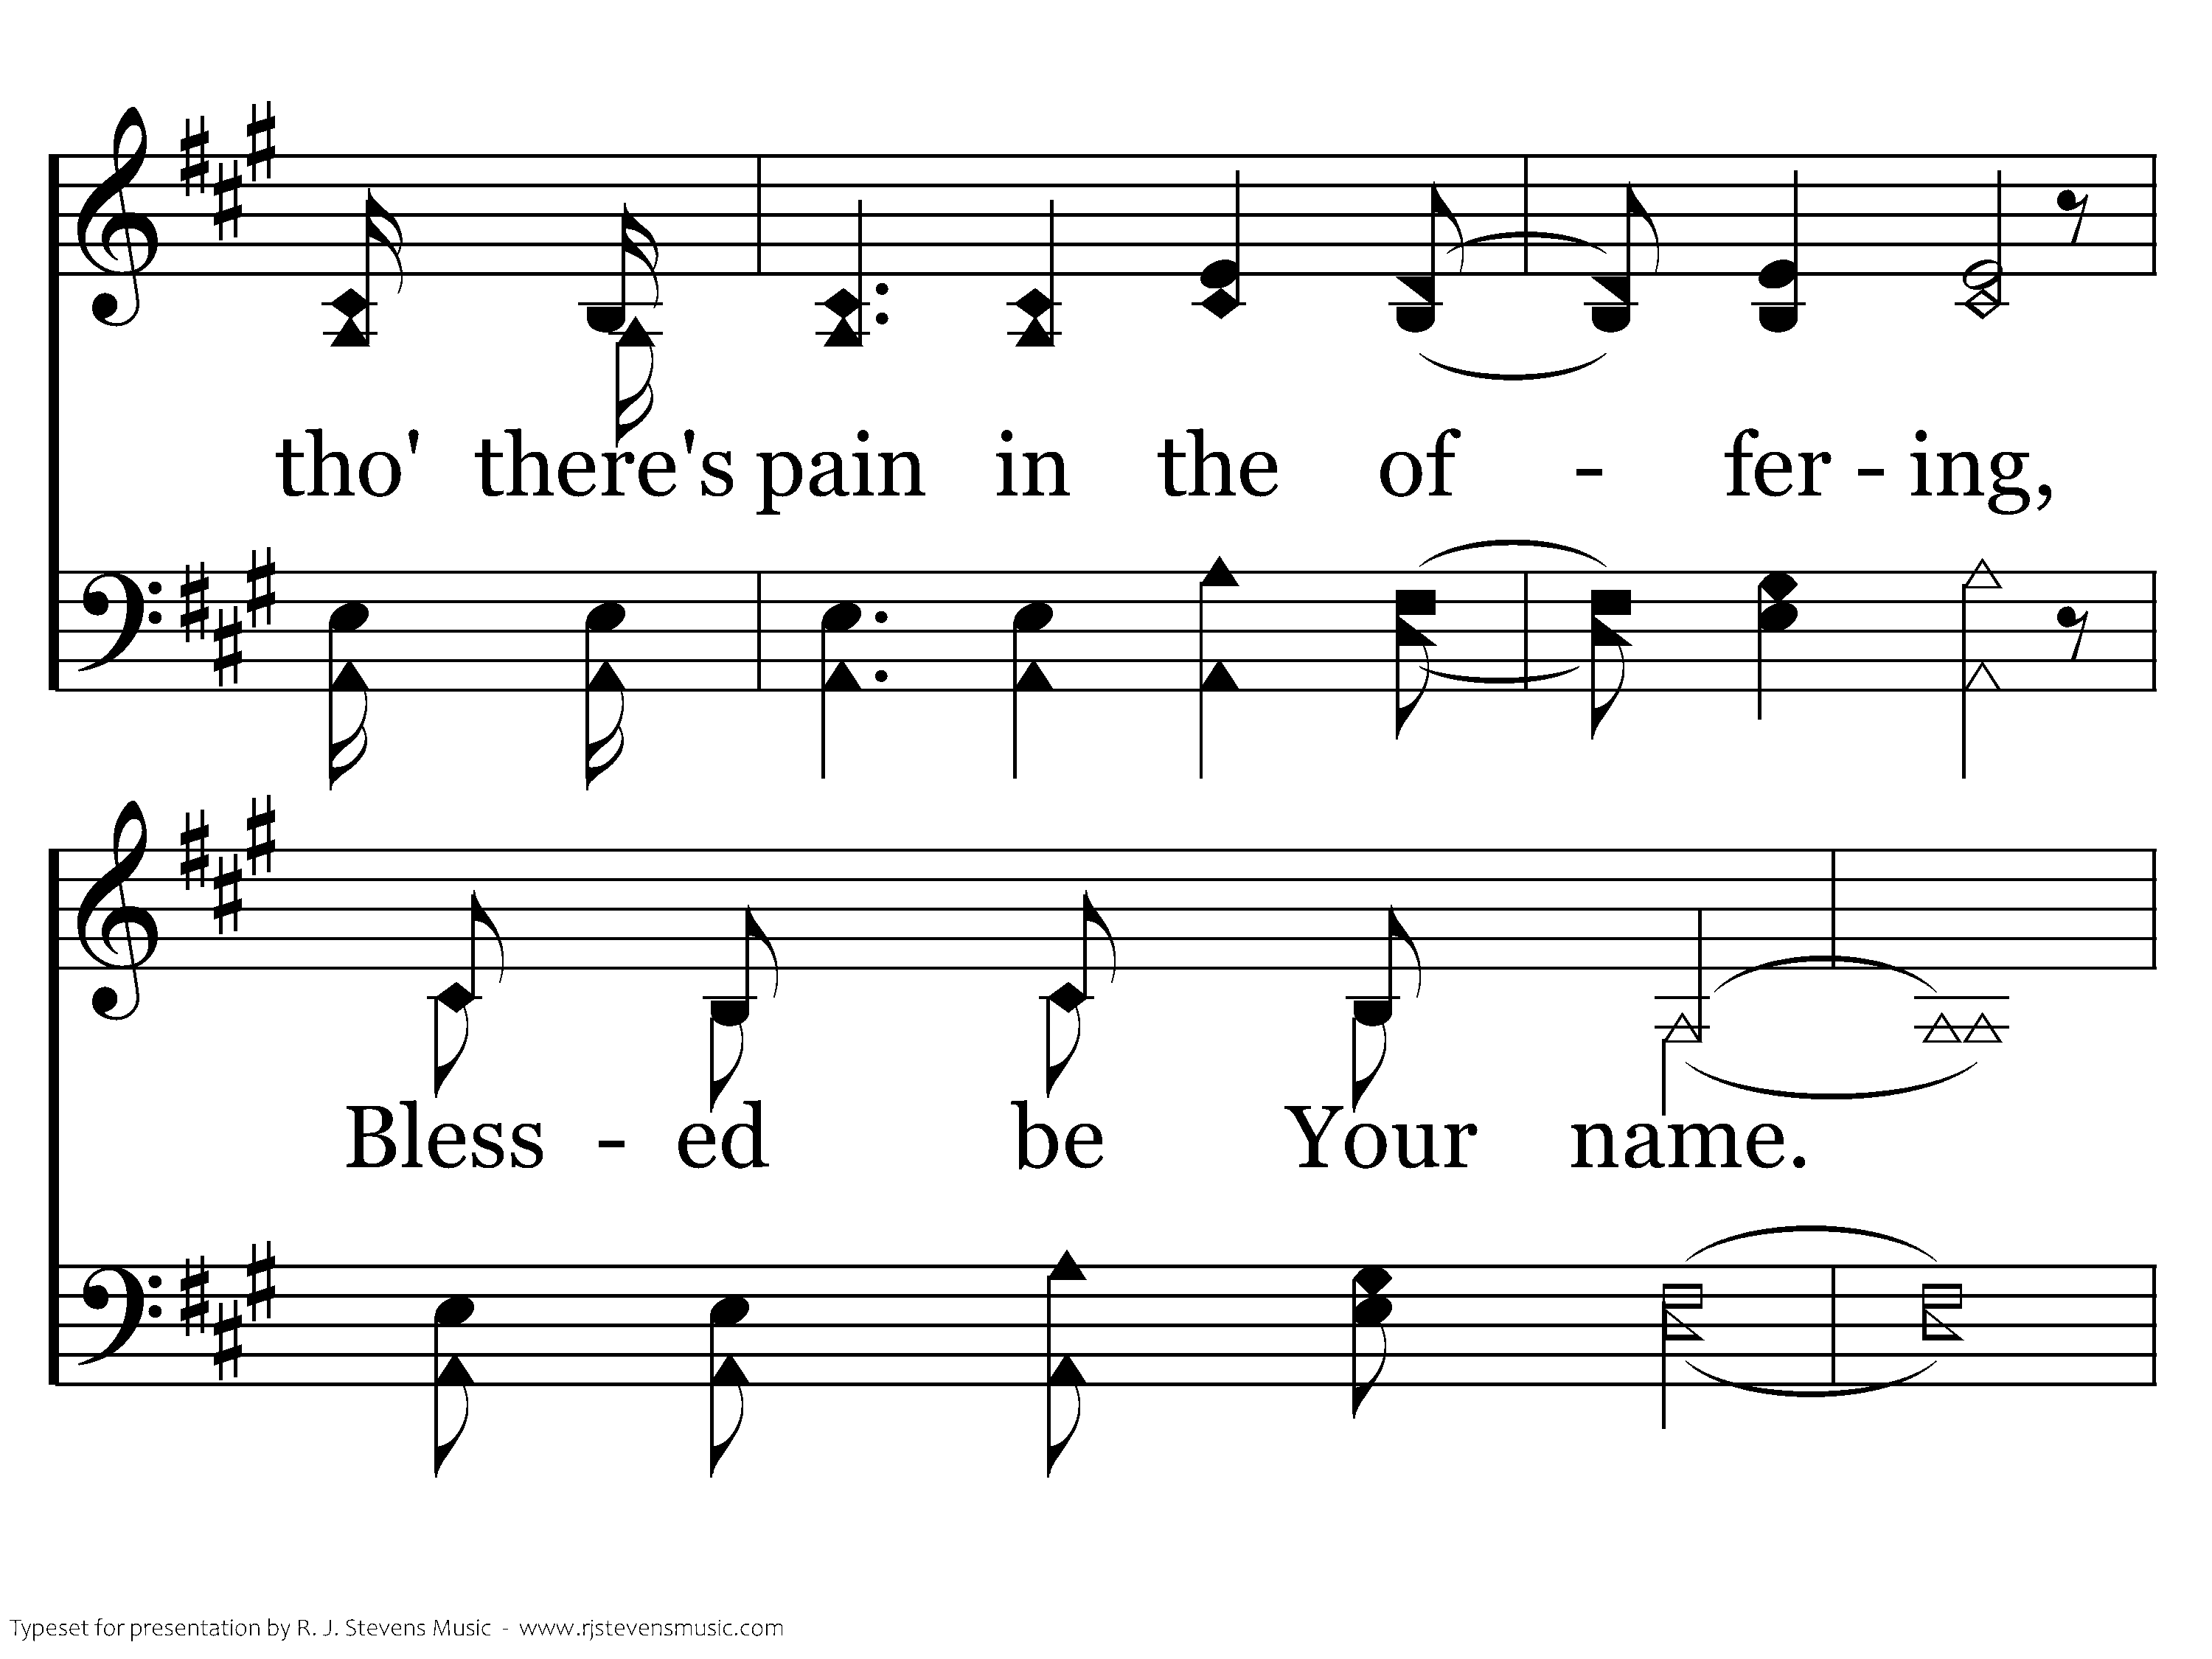 tho' there's pain in the of - fer - ing,
Bless - ed be Your name.
Typeset for presentation by R. J. Stevens Music - www.rjstevensmusic.com